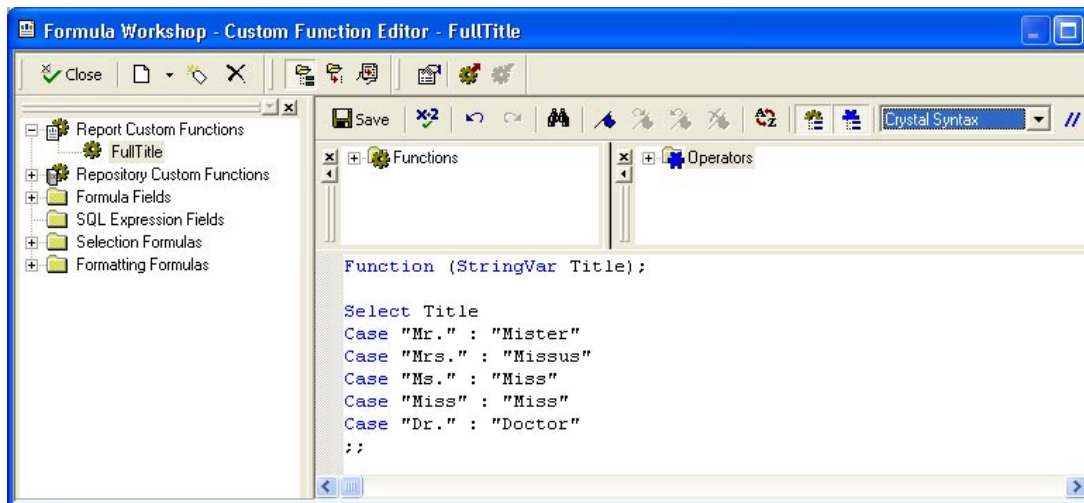 Formula Workshop - Custom Function Editor - FullTitle
Close
Report Custom Functions
FullTitle
Repository Custom Functions
Formula Fields
SQL Expression Fields
Selection Formulas
Formatting Formulas
Save
Crystal Syntax
//
Functions
Operators
Function (StringVar Title);
Select Title
Case "Mr." : "Mister"
Case "Mrs." : "Missus"
Case "Ms." : "Miss"
Case "Miss" : "Miss"
Case "Dr." : "Doctor"
;;